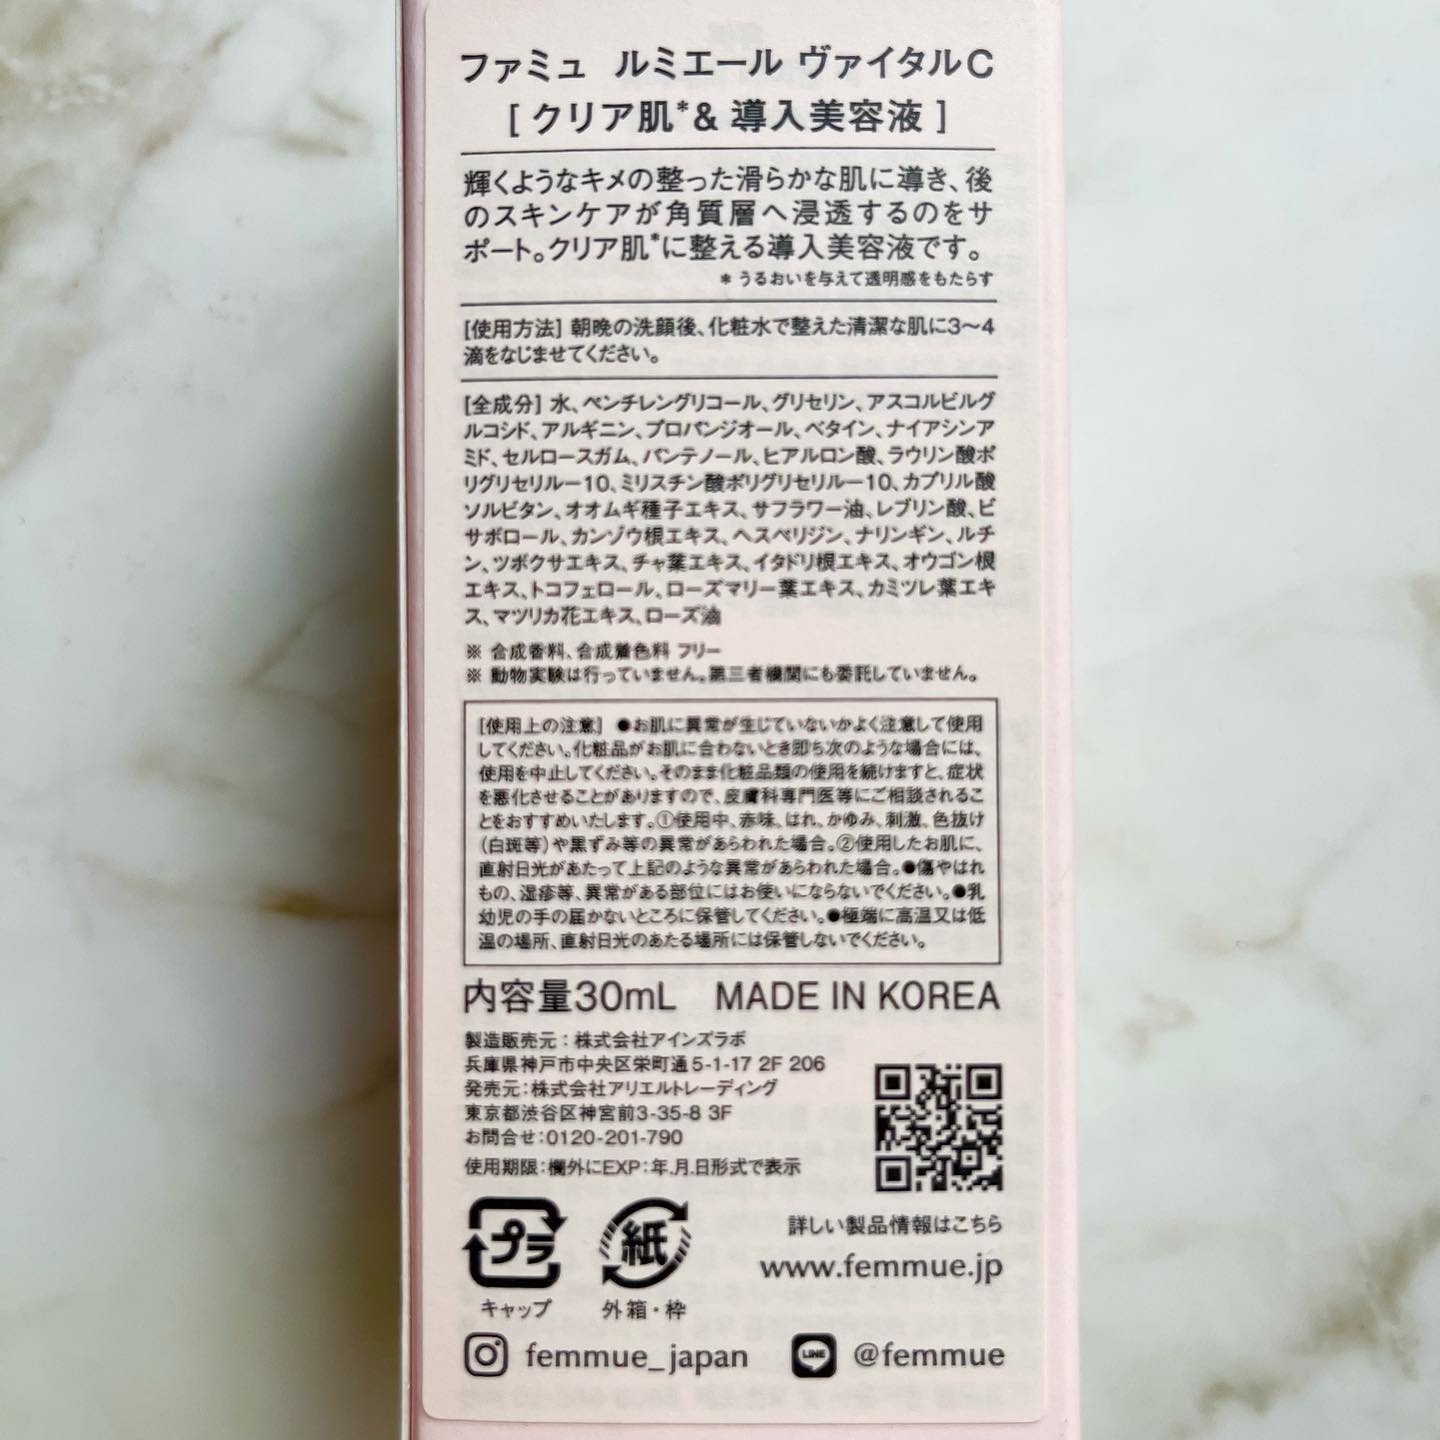 ファミュ ルミエール ヴァイタルC
[ クリア肌*& 導入美容液 ]
輝くようなキメの整った滑らかな肌に導き、後
のスキンケアが角質層へ浸透するのをサ
ポート。クリア肌*に整える導入美容液です。
* うるおいを与えて透明感をもたらす
[使用方法] 朝晩の洗顔後、化粧水で整えた清潔な肌に3〜4
滴をなじませてください。
[全成分] 水、ペンチレングリコール、グリセリン、アスコルビルグ
ルコシド、アルギニン、プロパンジオール、ベタイン、ナイアシンア
ミド、セルロースガム、パンテノール、ヒアルロン酸、ラウリン酸ポ
リグリセリルー10、ミリスチン酸ポリグリセリルー10、カプリル酸
ソルビタン、オオムギ種子エキス、サフラワー油、レブリン酸、ビ
サボロール、カンゾウ根エキス、ヘスペリジン、ナリンギン、ルチ
ン、ツボクサエキス、チャ葉エキス、イタドリ根エキス、オウゴン根
エキス、トコフェロール、ローズマリー葉エキス、カミツレ葉エキ
ス、マツリカ花エキス、ローズ油
※ 合成香料、合成着色料 フリー
※ 動物実験は行っていません。第三者機関にも委託していません。
[使用上の注意] ●お肌に異常が生じていないかよく注意して使用
してください。化粧品がお肌に合わないとき即ち次のような場合には、
使用を中止してください。そのまま化粧品類の使用を続けますと、症状
を悪化させることがありますので、皮膚科専門医等にご相談されるこ
とをおすすめいたします。①使用中、赤味、はれ、かゆみ、刺激、色抜け
(白斑等)や黒ずみ等の異常があらわれた場合。②使用したお肌に、
直射日光があたって上記のような異常があらわれた場合。●傷やはれ
もの、湿疹等、異常がある部位にはお使いにならないでください。●乳
幼児の手の届かないところに保管してください。●極端に高温又は低
温の場所、直射日光のあたる場所には保管しないでください。
内容量30mL MADE IN KOREA
製造販売元:株式会社アインズラボ
兵庫県神戸市中央区栄町通5-1-17 2F 206
発売元:株式会社アリエルトレーディング
東京都渋谷区神宮前3-35-8 3F
お問合せ:0120-201-790
使用期限:欄外にEXP:年.月.日形式で表示
プラ 紙
詳しい製品情報はこちら
www.femmue.jp
キャップ 外箱・枠
femmue_japan LINE @femmue